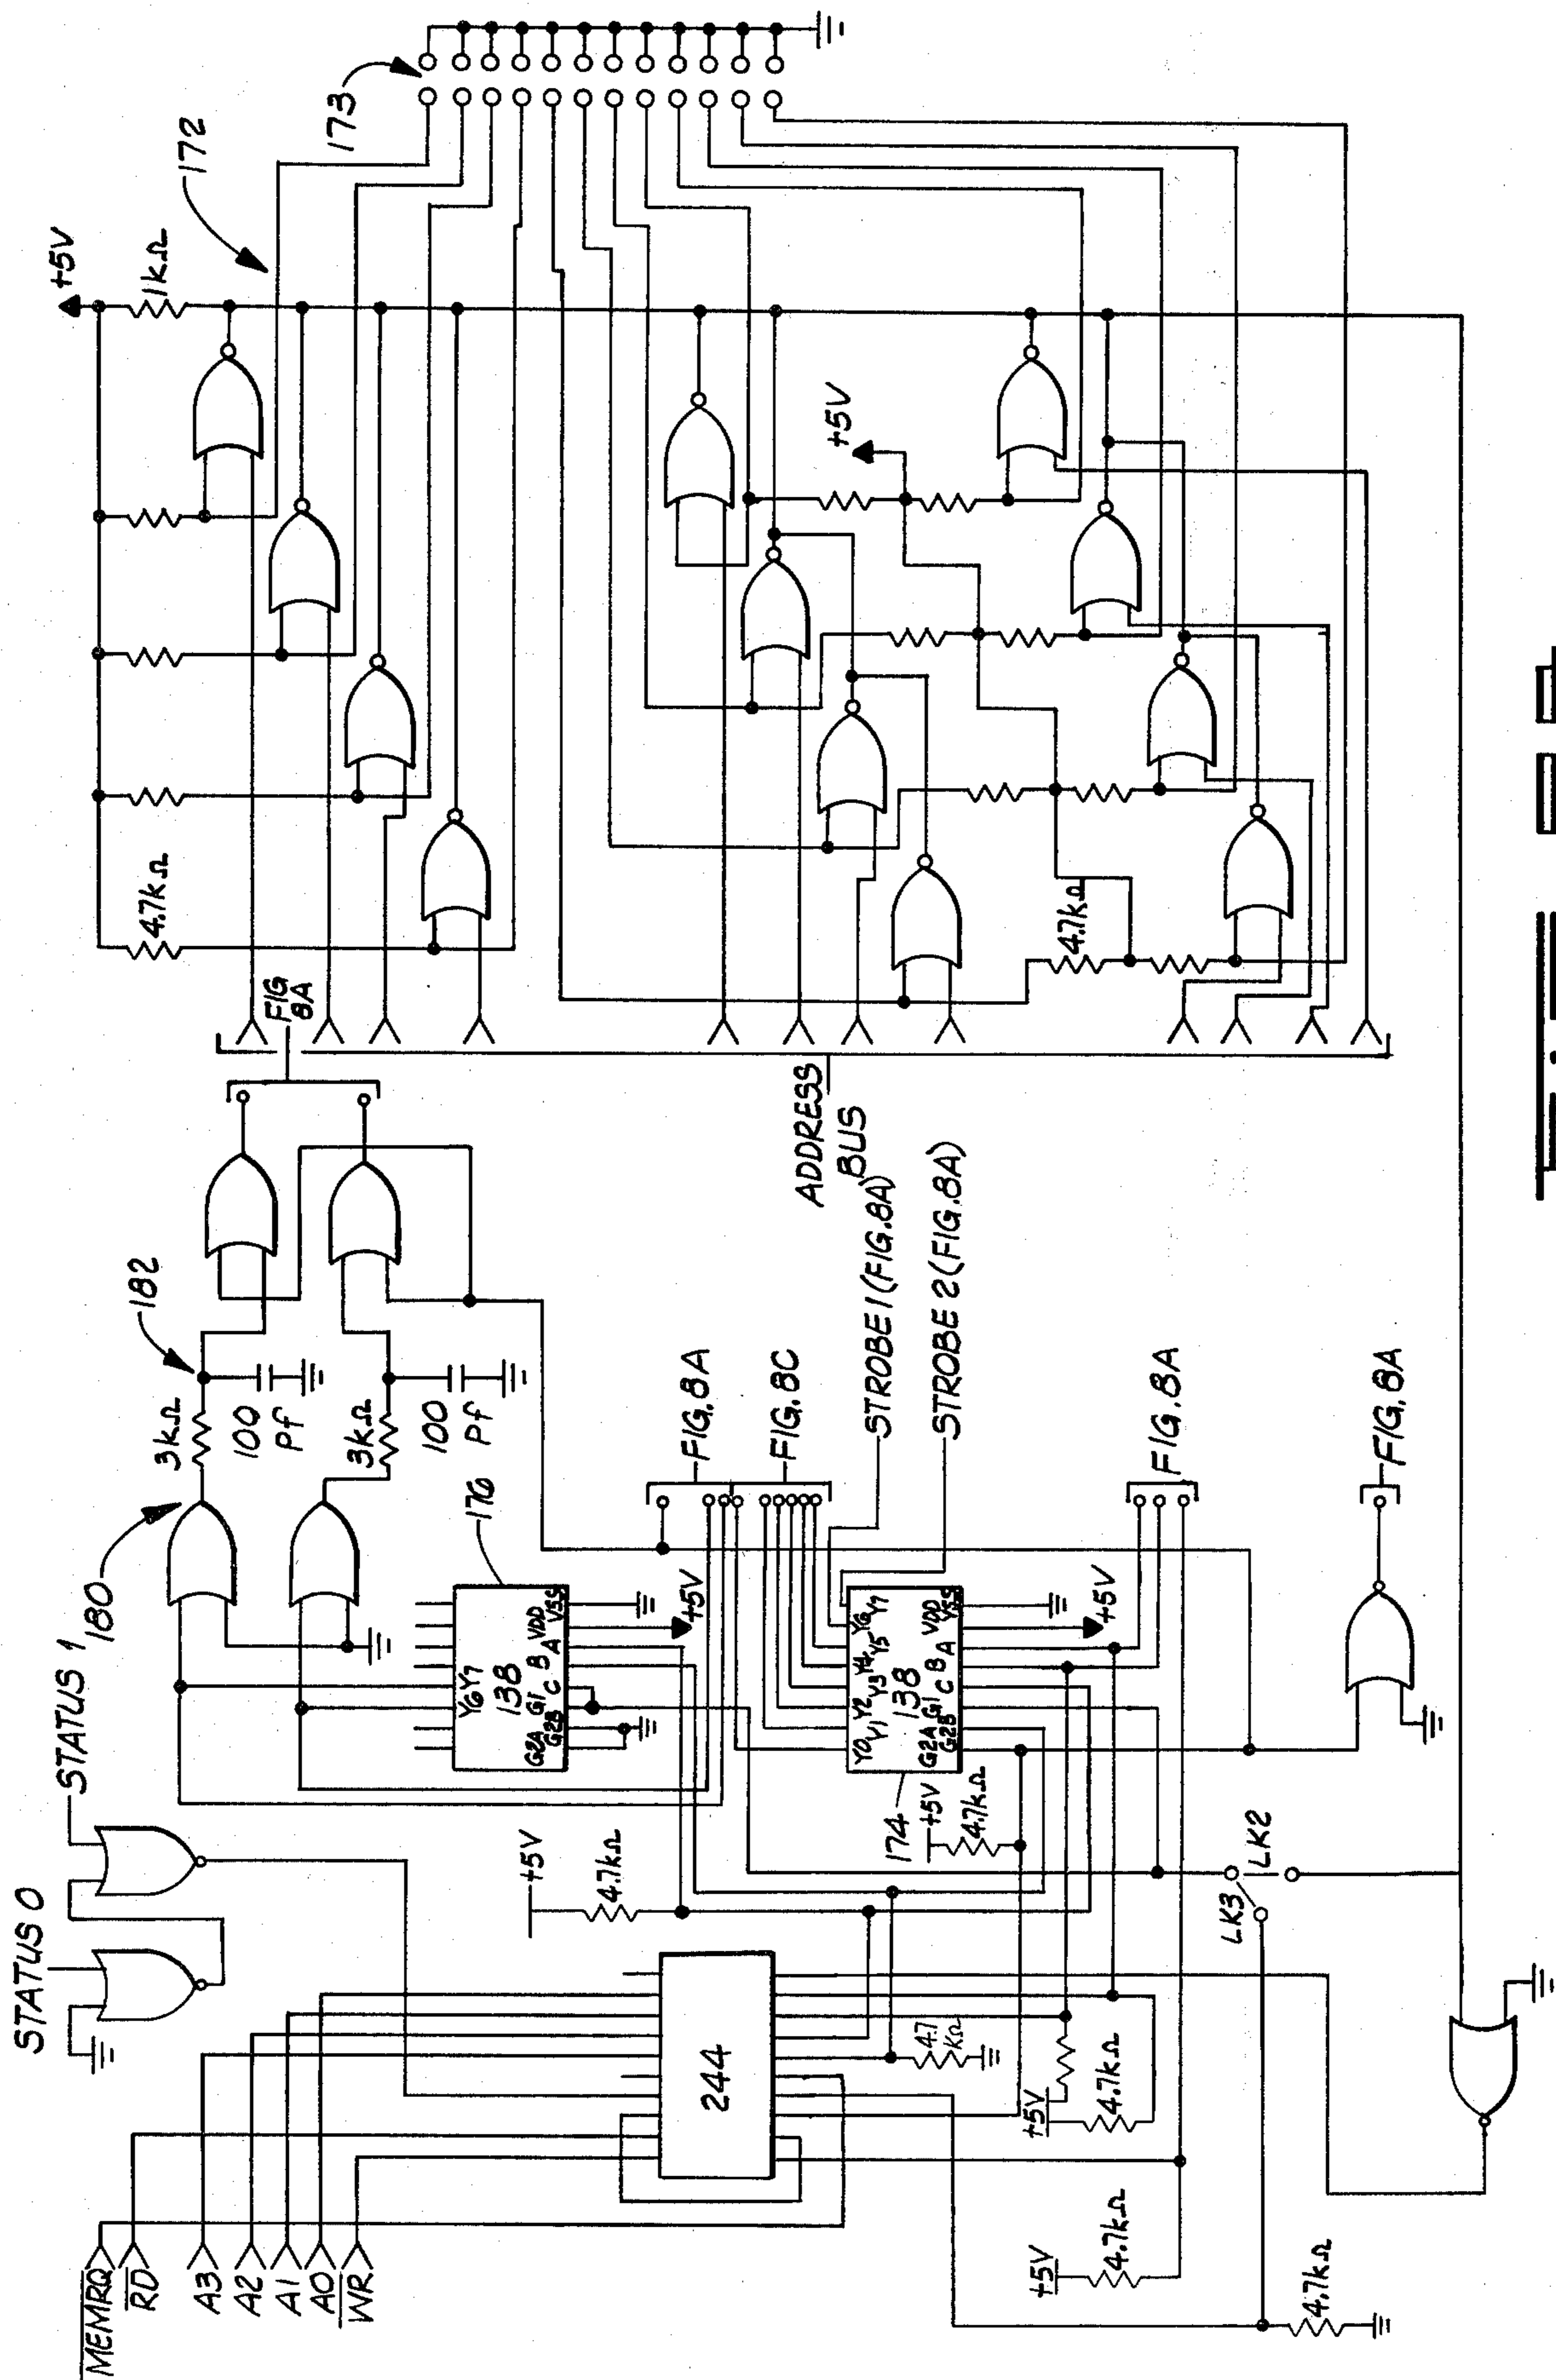 +5V
1kΩ
172
173
4.7kΩ
+5V
4.7kΩ
FIG
8A
ADDRESS
BUS
182
3kΩ
100
Pf
3kΩ
100
Pf
180
176
STATUS 1
STATUS 0
FIG. 8A
FIG. 8C
STROBE 1 (FIG. 8A)
STROBE 2 (FIG. 8A)
Y6 Y7
138
G2A G2B G1 C B A VDD VSS
+5V
Y0 Y1 Y2 Y3 Y4 Y5 Y6 Y7
138
G2A G2B G1 C B A VDD VSS
+5V
174
+5V
4.7kΩ
FIG. 8A
FIG. 8A
+5V
4.7kΩ
LK2
LK3
244
4.7
kΩ
+5V
4.7kΩ
+5V
4.7kΩ
4.7kΩ
MEMRQ
RD
A3
A2
A1
A0
WR